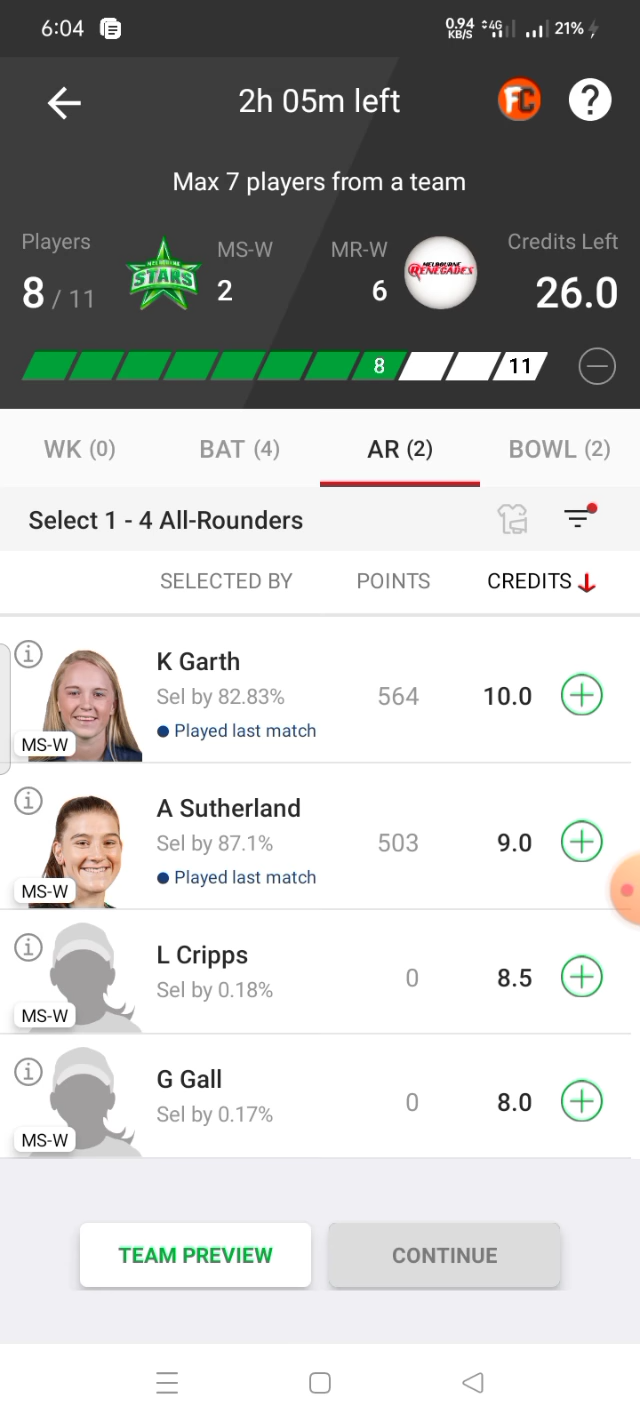 6:04
0.94 KB/S 4G 21%
2h 05m left
FC ?
Max 7 players from a team
Players MS-W MR-W Credits Left
8 / 11 MELBOURNE STARS 2 6 MELBOURNE RENEGADES 26.0
8 11
WK (0) BAT (4) AR (2) BOWL (2)
Select 1 - 4 All-Rounders
SELECTED BY POINTS CREDITS
K Garth
Sel by 82.83% 564 10.0
Played last match
MS-W
A Sutherland
Sel by 87.1% 503 9.0
Played last match
MS-W
L Cripps
Sel by 0.18% 0 8.5
MS-W
G Gall
Sel by 0.17% 0 8.0
MS-W
TEAM PREVIEW CONTINUE